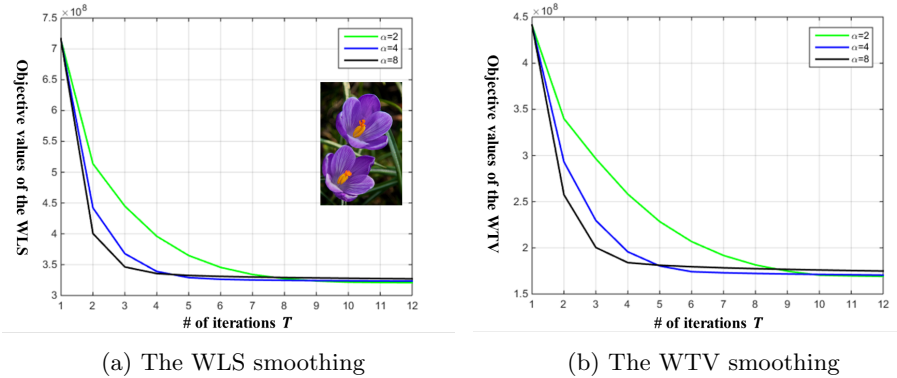 ×10⁸
7.5
7
6.5
6
5.5
5
4.5
4
3.5
3
1 2 3 4 5 6 7 8 9 10 11 12
Objective values of the WLS
# of iterations T
α=2
α=4
α=8
(a) The WLS smoothing
×10⁸
4.5
4
3.5
3
2.5
2
1.5
1 2 3 4 5 6 7 8 9 10 11 12
Objective values of the WTV
# of iterations T
α=2
α=4
α=8
(b) The WTV smoothing